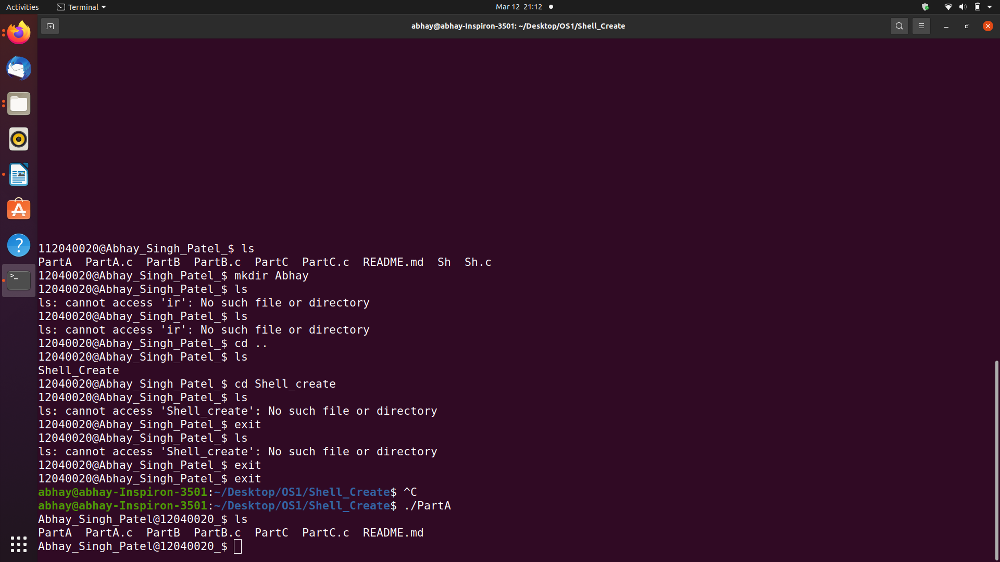 Activities
Terminal
Mar 12 21:12
abhay@abhay-Inspiron-3501: ~/Desktop/OS1/Shell_Create
112040020@Abhay_Singh_Patel_$ ls
PartA PartA.c PartB PartB.c PartC PartC.c README.md Sh Sh.c
12040020@Abhay_Singh_Patel_$ mkdir Abhay
12040020@Abhay_Singh_Patel_$ ls
ls: cannot access 'ir': No such file or directory
12040020@Abhay_Singh_Patel_$ ls
ls: cannot access 'ir': No such file or directory
12040020@Abhay_Singh_Patel_$ cd ..
12040020@Abhay_Singh_Patel_$ ls
Shell_Create
12040020@Abhay_Singh_Patel_$ cd Shell_create
12040020@Abhay_Singh_Patel_$ ls
ls: cannot access 'Shell_create': No such file or directory
12040020@Abhay_Singh_Patel_$ exit
12040020@Abhay_Singh_Patel_$ ls
ls: cannot access 'Shell_create': No such file or directory
12040020@Abhay_Singh_Patel_$ exit
12040020@Abhay_Singh_Patel_$ exit
abhay@abhay-Inspiron-3501:~/Desktop/OS1/Shell_Create$ ^C
abhay@abhay-Inspiron-3501:~/Desktop/OS1/Shell_Create$ ./PartA
Abhay_Singh_Patel@12040020_$ ls
PartA PartA.c PartB PartB.c PartC PartC.c README.md
Abhay_Singh_Patel@12040020_$